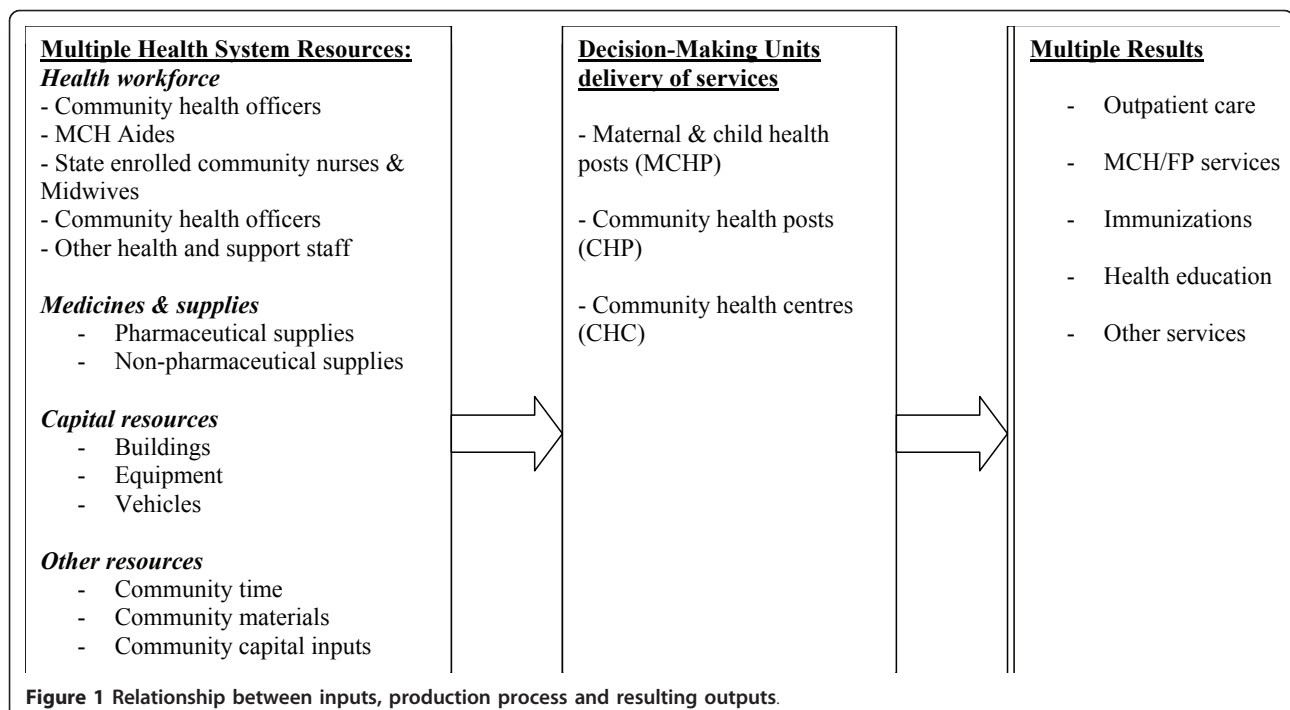 Multiple Health System Resources:
Health workforce
- Community health officers
- MCH Aides
- State enrolled community nurses &
Midwives
- Community health officers
- Other health and support staff
Medicines & supplies
- Pharmaceutical supplies
- Non-pharmaceutical supplies
Capital resources
- Buildings
- Equipment
- Vehicles
Other resources
- Community time
- Community materials
- Community capital inputs
Decision-Making Units
delivery of services
- Maternal & child health
posts (MCHP)
- Community health posts
(CHP)
- Community health centres
(CHC)
Multiple Results
- Outpatient care
- MCH/FP services
- Immunizations
- Health education
- Other services
Figure 1 Relationship between inputs, production process and resulting outputs.